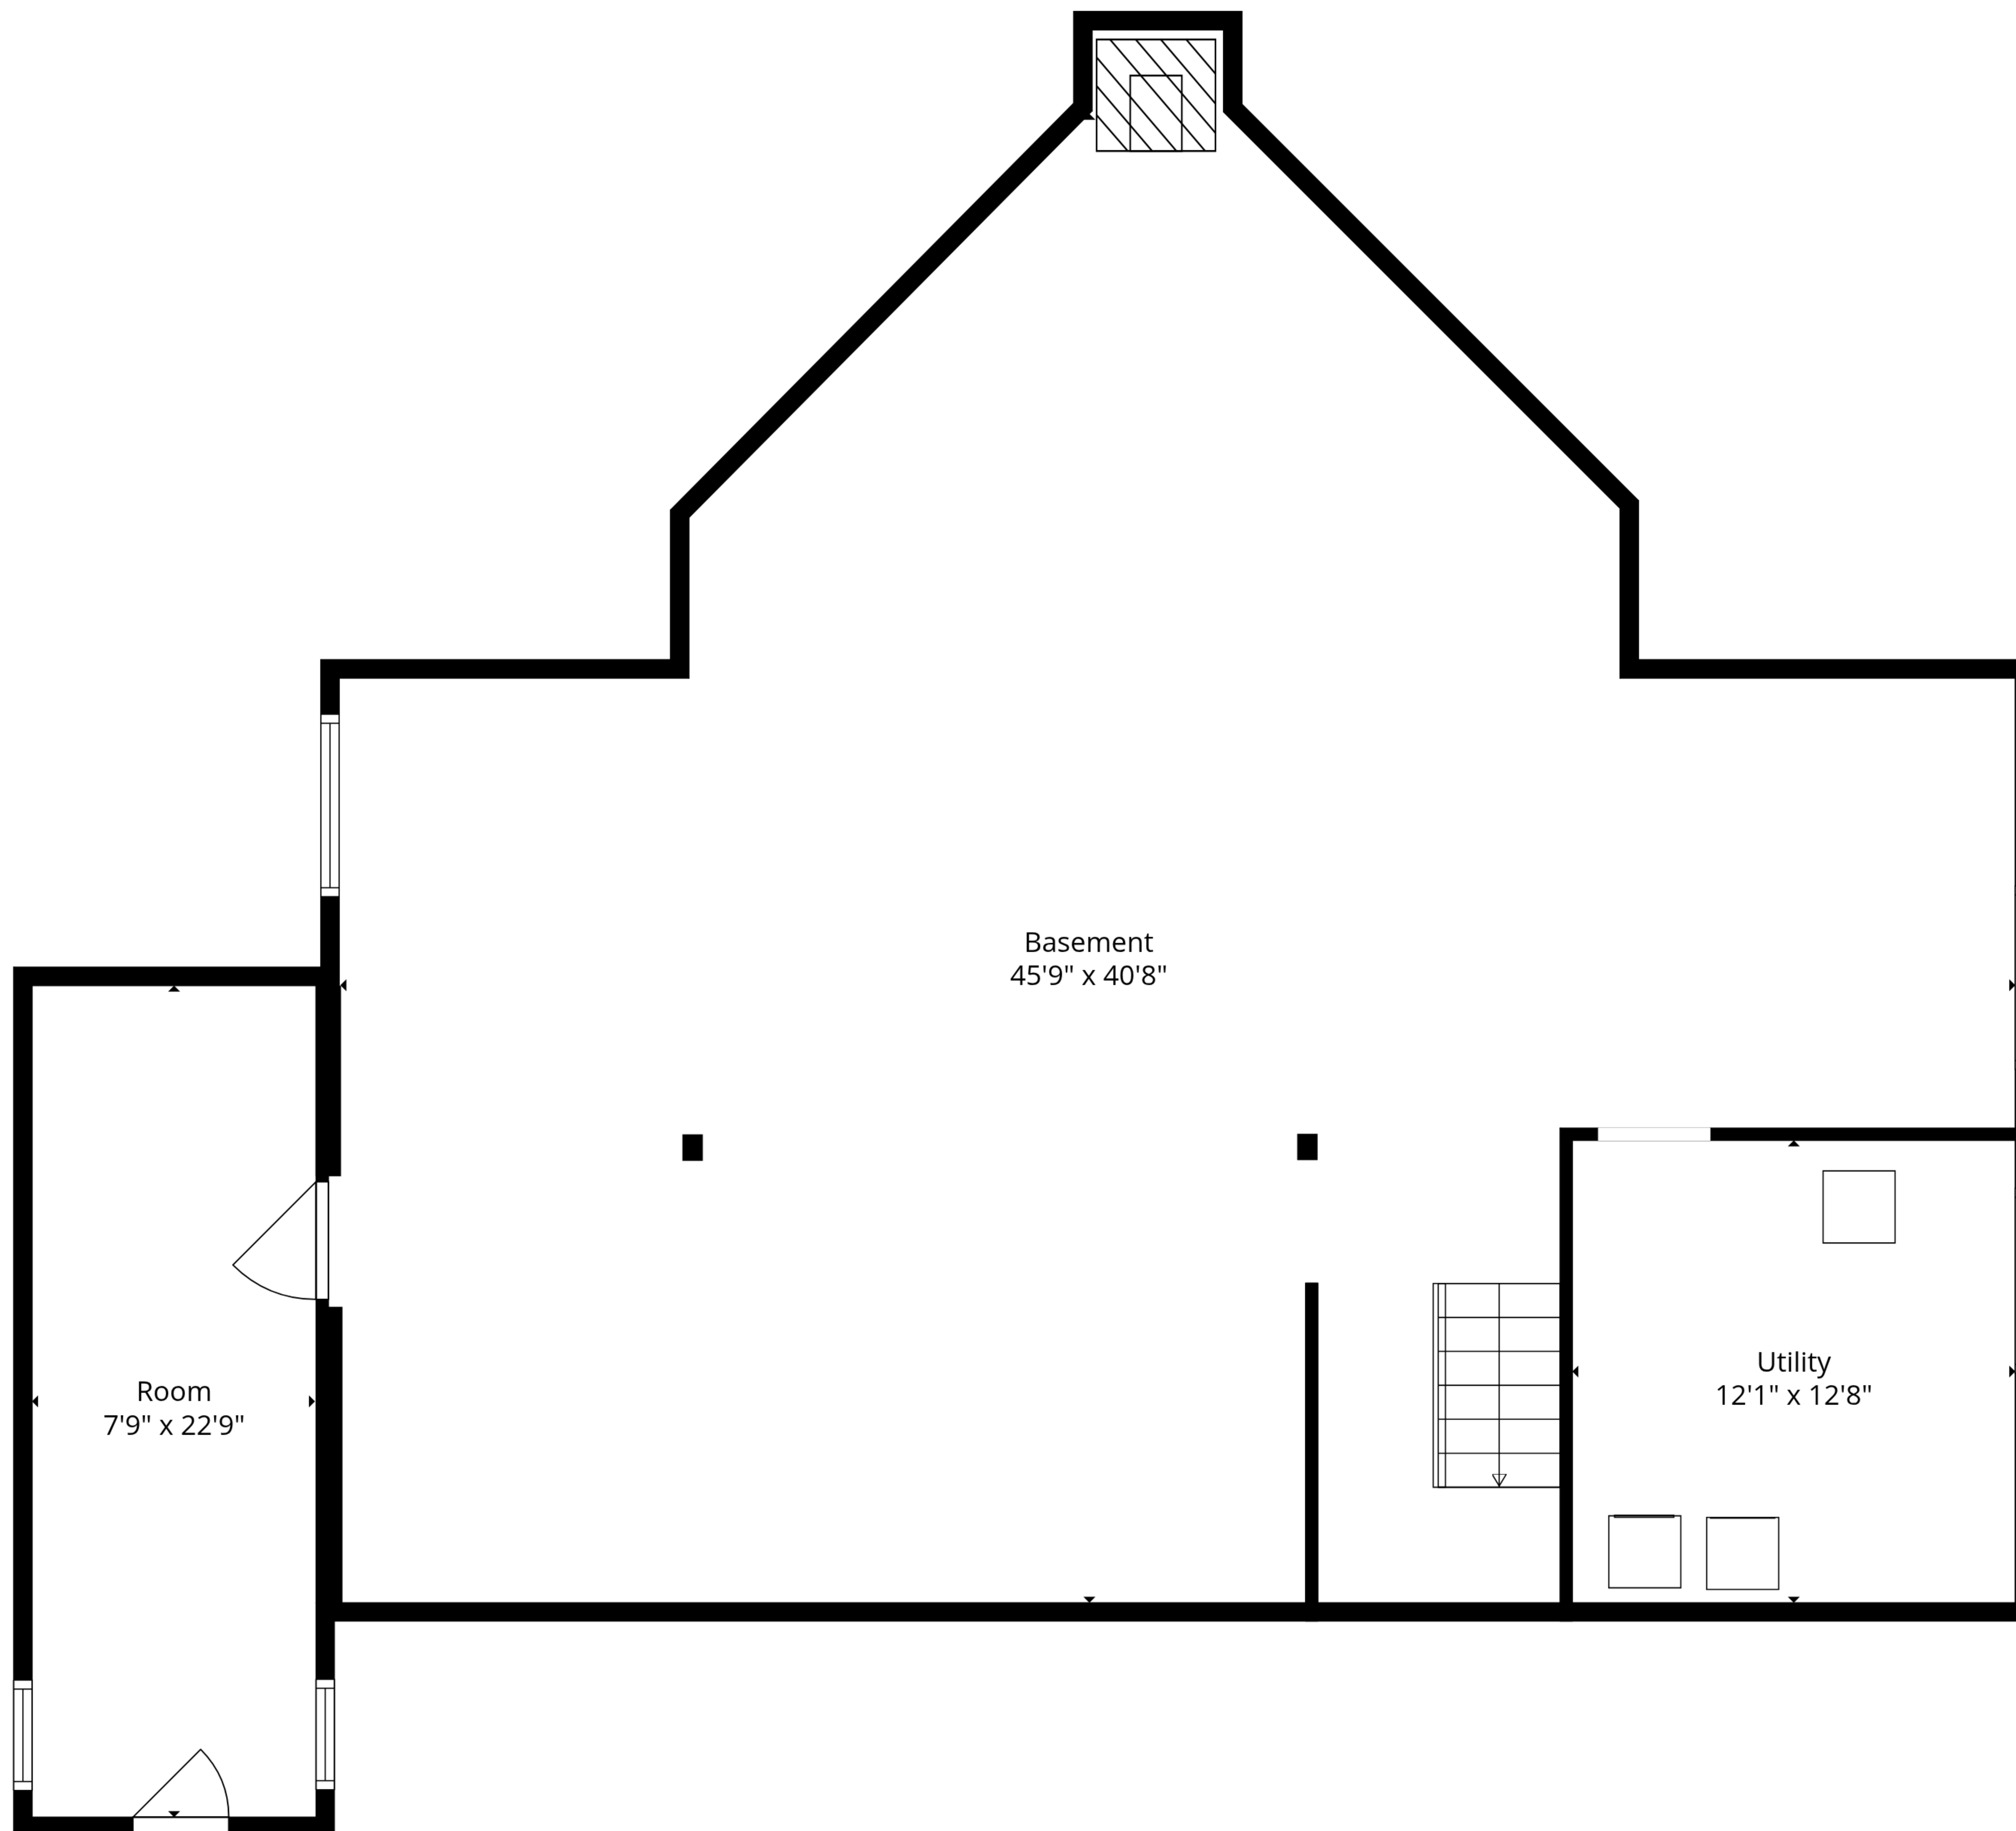 Basement
45'9" x 40'8"
Utility
12'1" x 12'8"
Room
7'9" x 22'9"